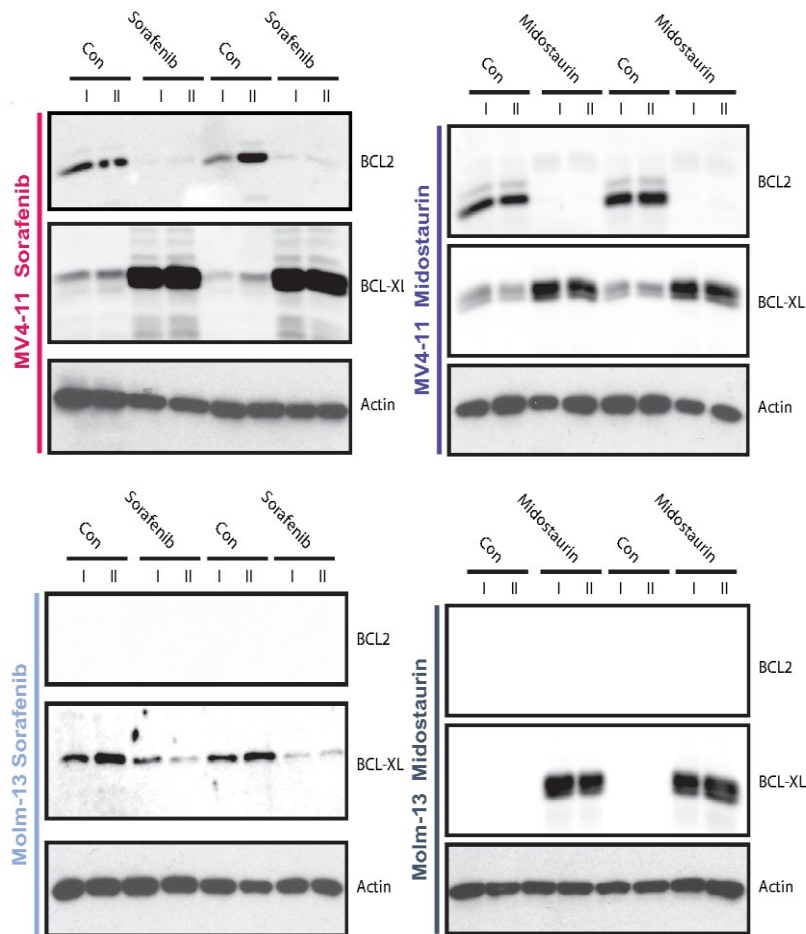 Con Sorafenib Con Sorafenib
I II I II I II I II
BCL2
BCL-XL
Actin
MV4-11 Sorafenib
Con Midostaurin Con Midostaurin
I II I II I II I II
BCL2
BCL-XL
Actin
MV4-11 Midostaurin
Con Sorafenib Con Sorafenib
I II I II I II I II
BCL2
BCL-XL
Actin
Molm-13 Sorafenib
Con Midostaurin Con Midostaurin
I II I II I II I II
BCL2
BCL-XL
Actin
Molm-13 Midostaurin